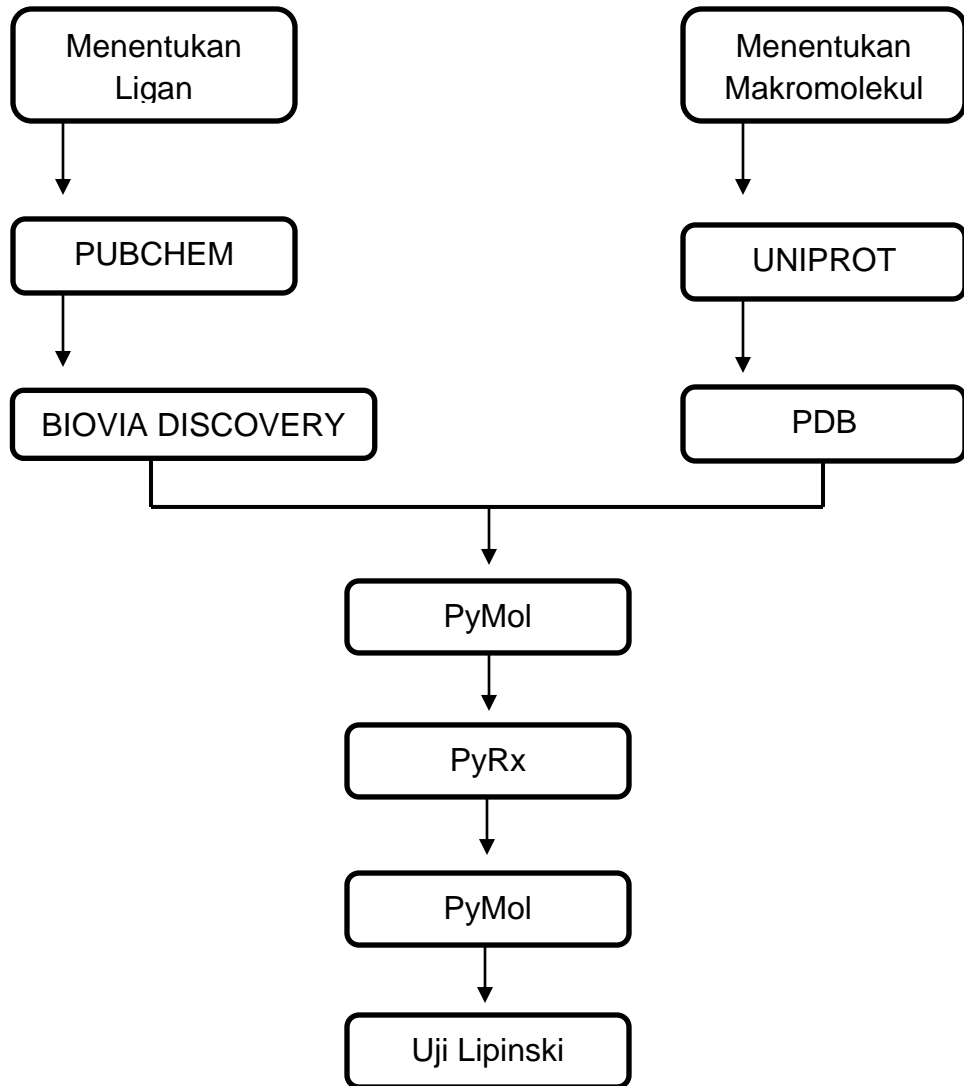 Menentukan
Ligan
Menentukan
Makromolekul
PUBCHEM
UNIPROT
BIOVIA DISCOVERY
PDB
PyMol
PyRx
PyMol
Uji Lipinski